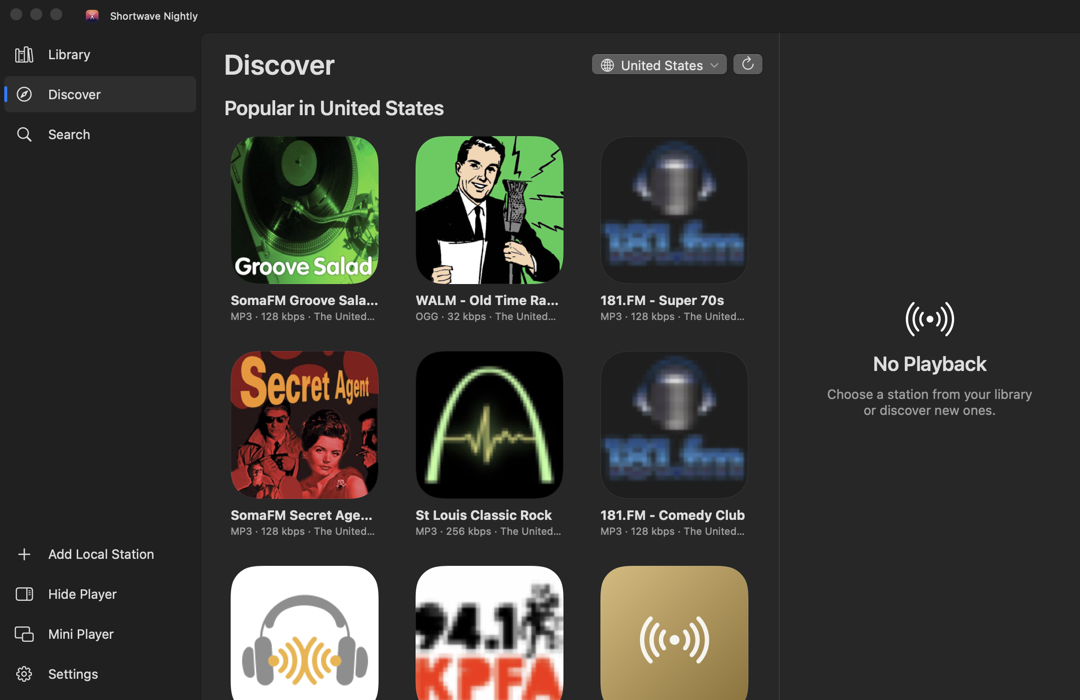 Shortwave Nightly
Library
Discover
Search
Add Local Station
Hide Player
Mini Player
Settings
Discover
United States
Popular in United States
Groove Salad
SomaFM Groove Sala...
MP3 · 128 kbps · The United...
WALM - Old Time Ra...
OGG · 32 kbps · The United...
181.fm
181.FM - Super 70s
MP3 · 128 kbps · The United...
Secret Agent
SomaFM Secret Age...
MP3 · 128 kbps · The United...
St Louis Classic Rock
MP3 · 256 kbps · The United...
181.fm
181.FM - Comedy Club
MP3 · 128 kbps · The United...
94.1
KPFA
No Playback
Choose a station from your library
or discover new ones.